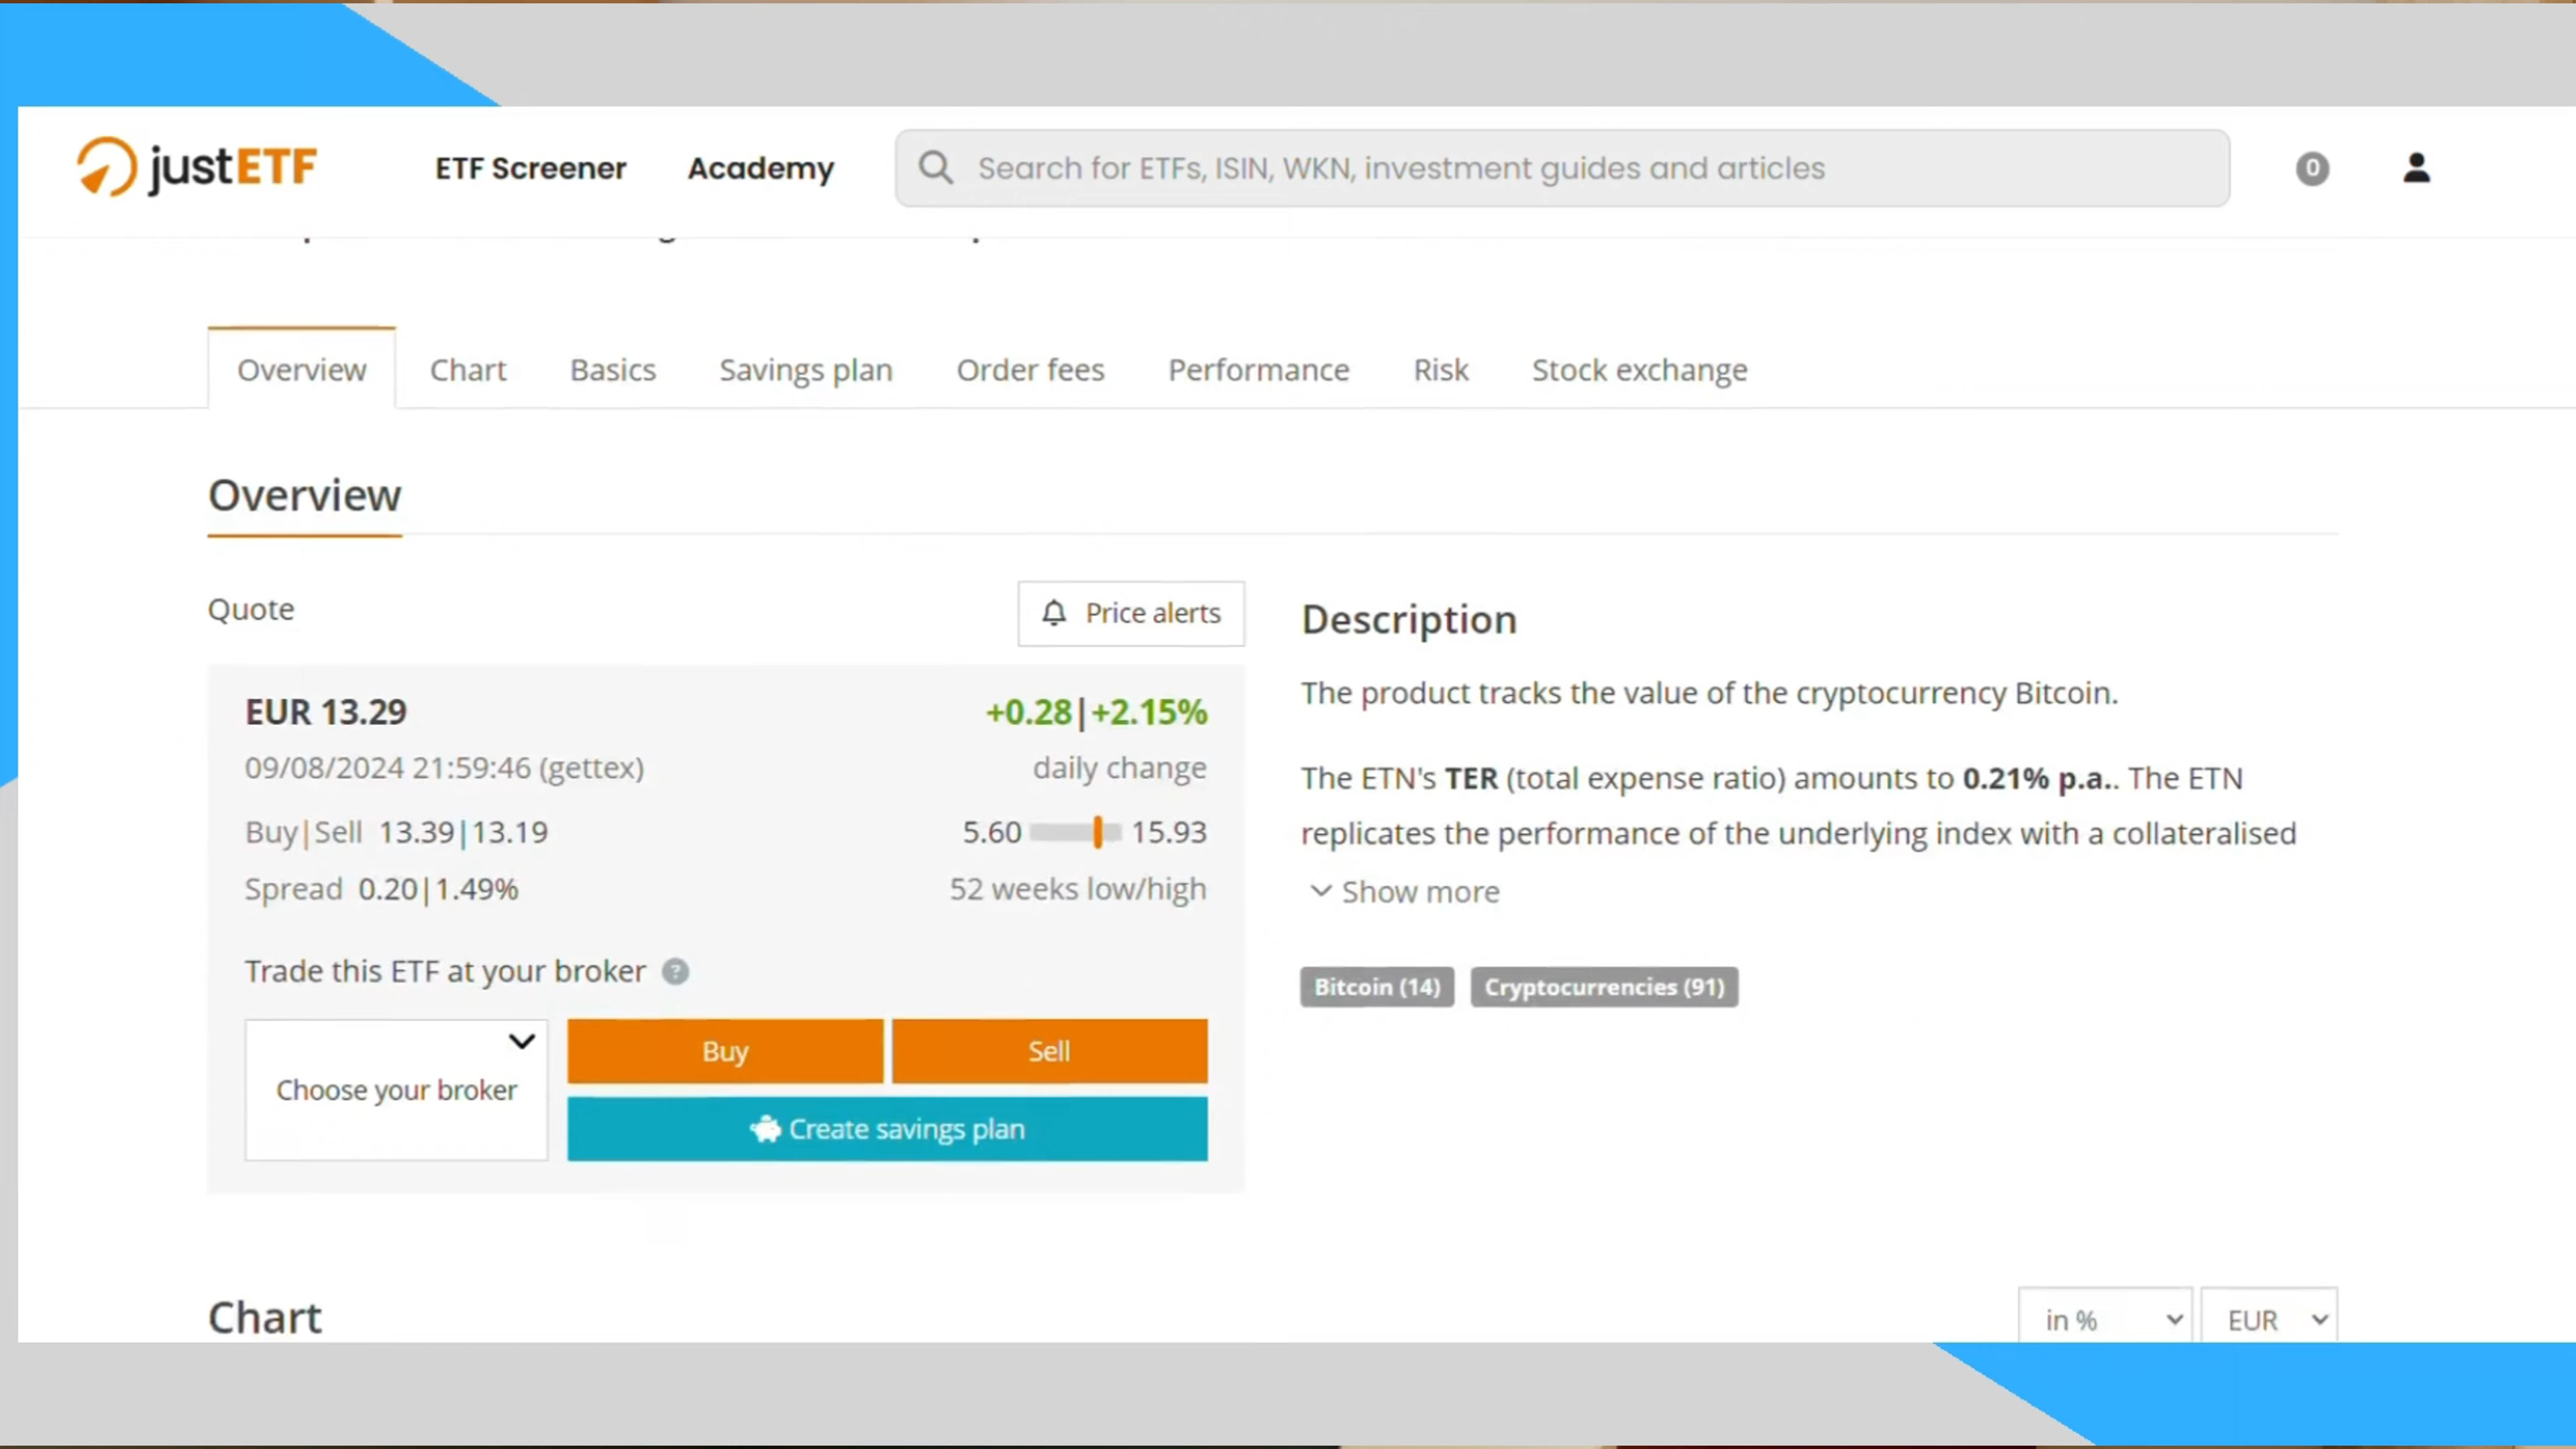 justETF
ETF Screener
Academy
Search for ETFs, ISIN, WKN, investment guides and articles
0
Overview
Chart
Basics
Savings plan
Order fees
Performance
Risk
Stock exchange
Overview
Quote
Price alerts
EUR 13.29
+0.28|+2.15%
09/08/2024 21:59:46 (gettex)
daily change
Buy|Sell 13.39|13.19
5.60 15.93
Spread 0.20|1.49%
52 weeks low/high
Trade this ETF at your broker ?
Choose your broker
Buy
Sell
Create savings plan
Description
The product tracks the value of the cryptocurrency Bitcoin.
The ETN's TER (total expense ratio) amounts to 0.21% p.a.. The ETN
replicates the performance of the underlying index with a collateralised
Show more
Bitcoin (14)
Cryptocurrencies (91)
Chart
in %
EUR